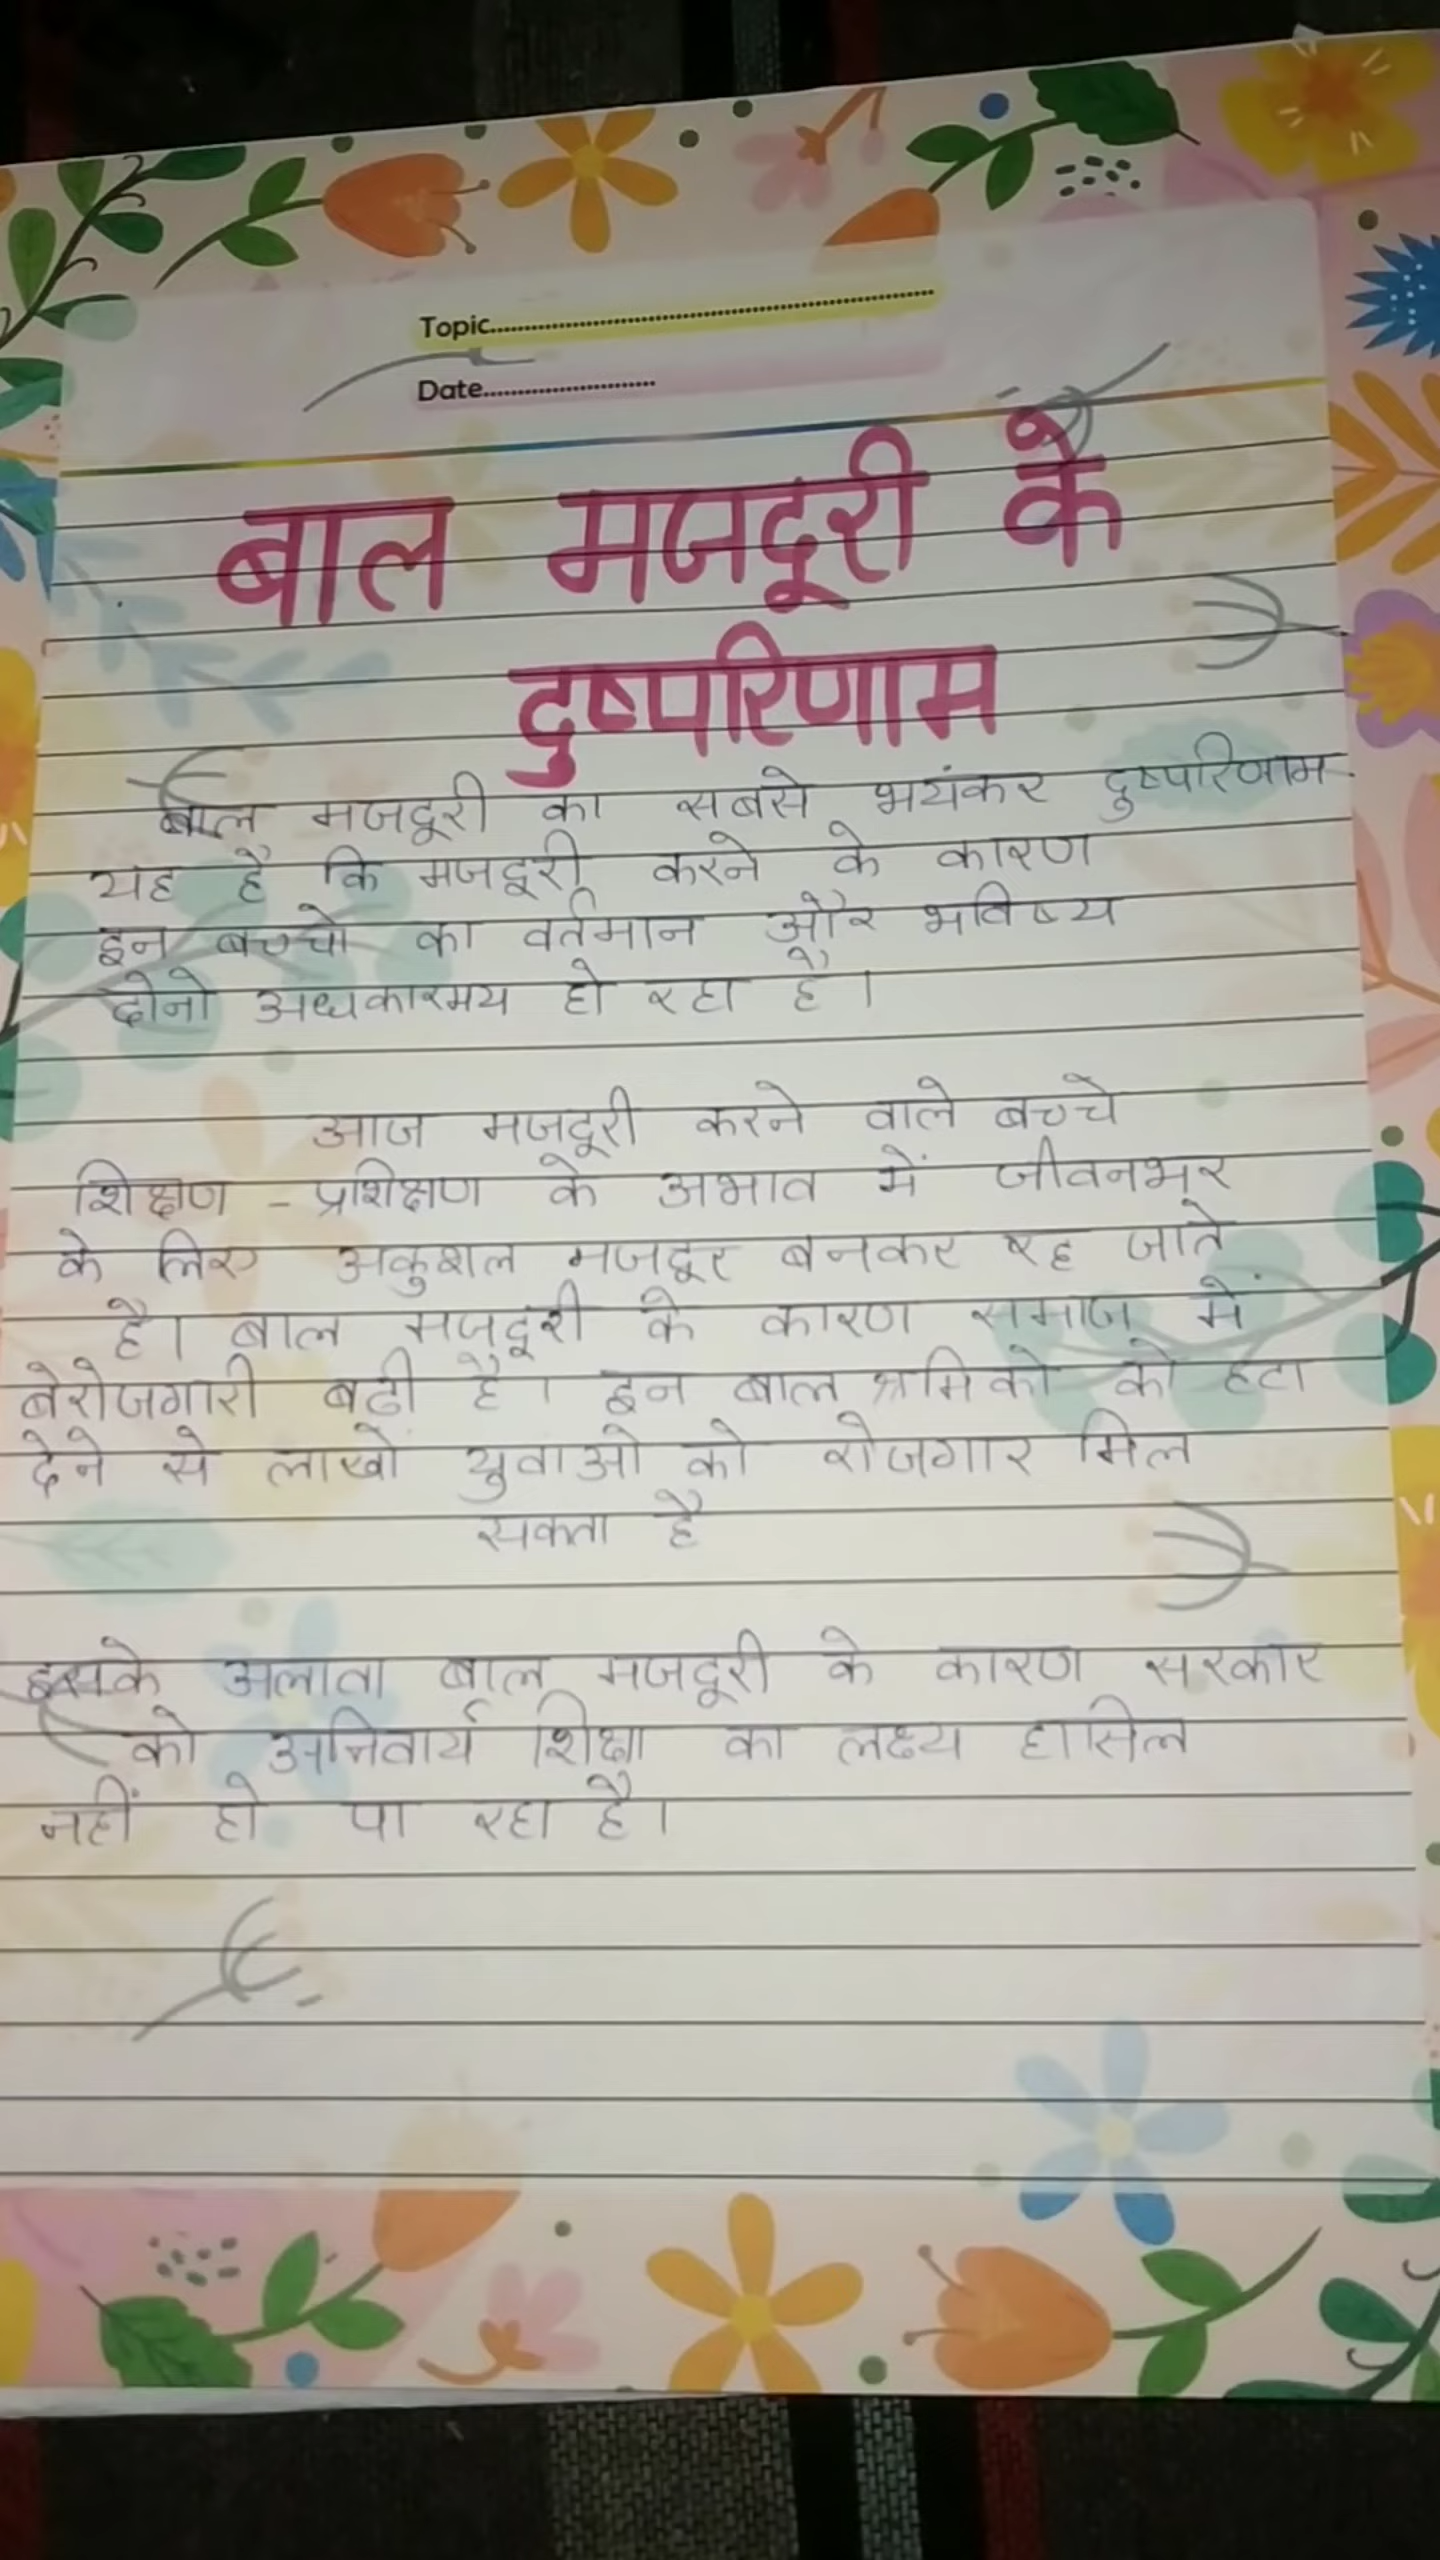 Topic........................................................
Date............................
बाल मजदूरी के
दुष्परिणाम
बाल मजदूरी का सबसे भयंकर दुष्परिणाम
यह है कि मजदूरी करने के कारण
इन बच्चो का वर्तमान और भविष्य
दोनो अधकारमय हो रहा है।
आज मजदूरी करने वाले बच्चे
शिक्षण - प्रशिक्षण के अभाव में जीवनभर
के लिए अकुशल मजदूर बनकर रह जाते
है। बाल मजदूरी के कारण समाज में
बेरोजगारी बढी है। इन बाल श्रमिको को हटा
देने से लाखों युवाओ को रोजगार मिल
सकता है
इसके अलावा बाल मजदूरी के कारण सरकार
को अनिवार्य शिक्षा का लक्ष्य हासिल
नहीं हो पा रहा है।